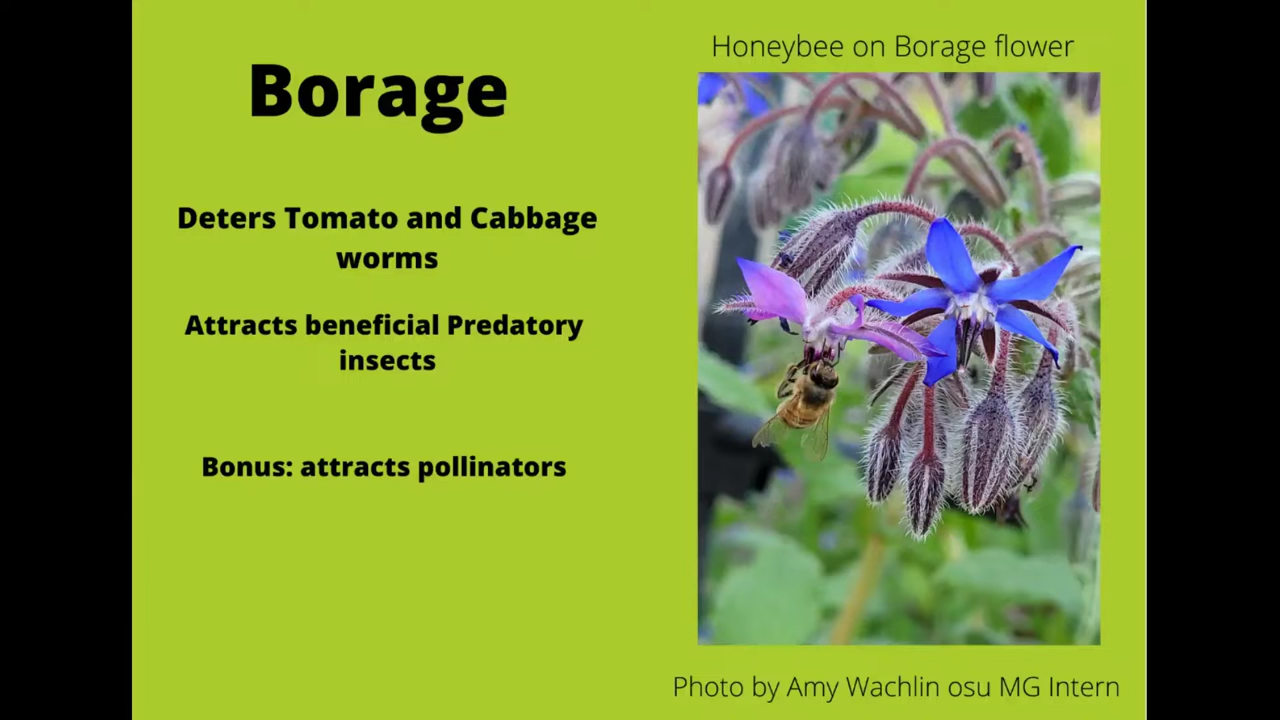 Borage
Deters Tomato and Cabbage
worms
Attracts beneficial Predatory
insects
Bonus: attracts pollinators
Honeybee on Borage flower
Photo by Amy Wachlin osu MG Intern